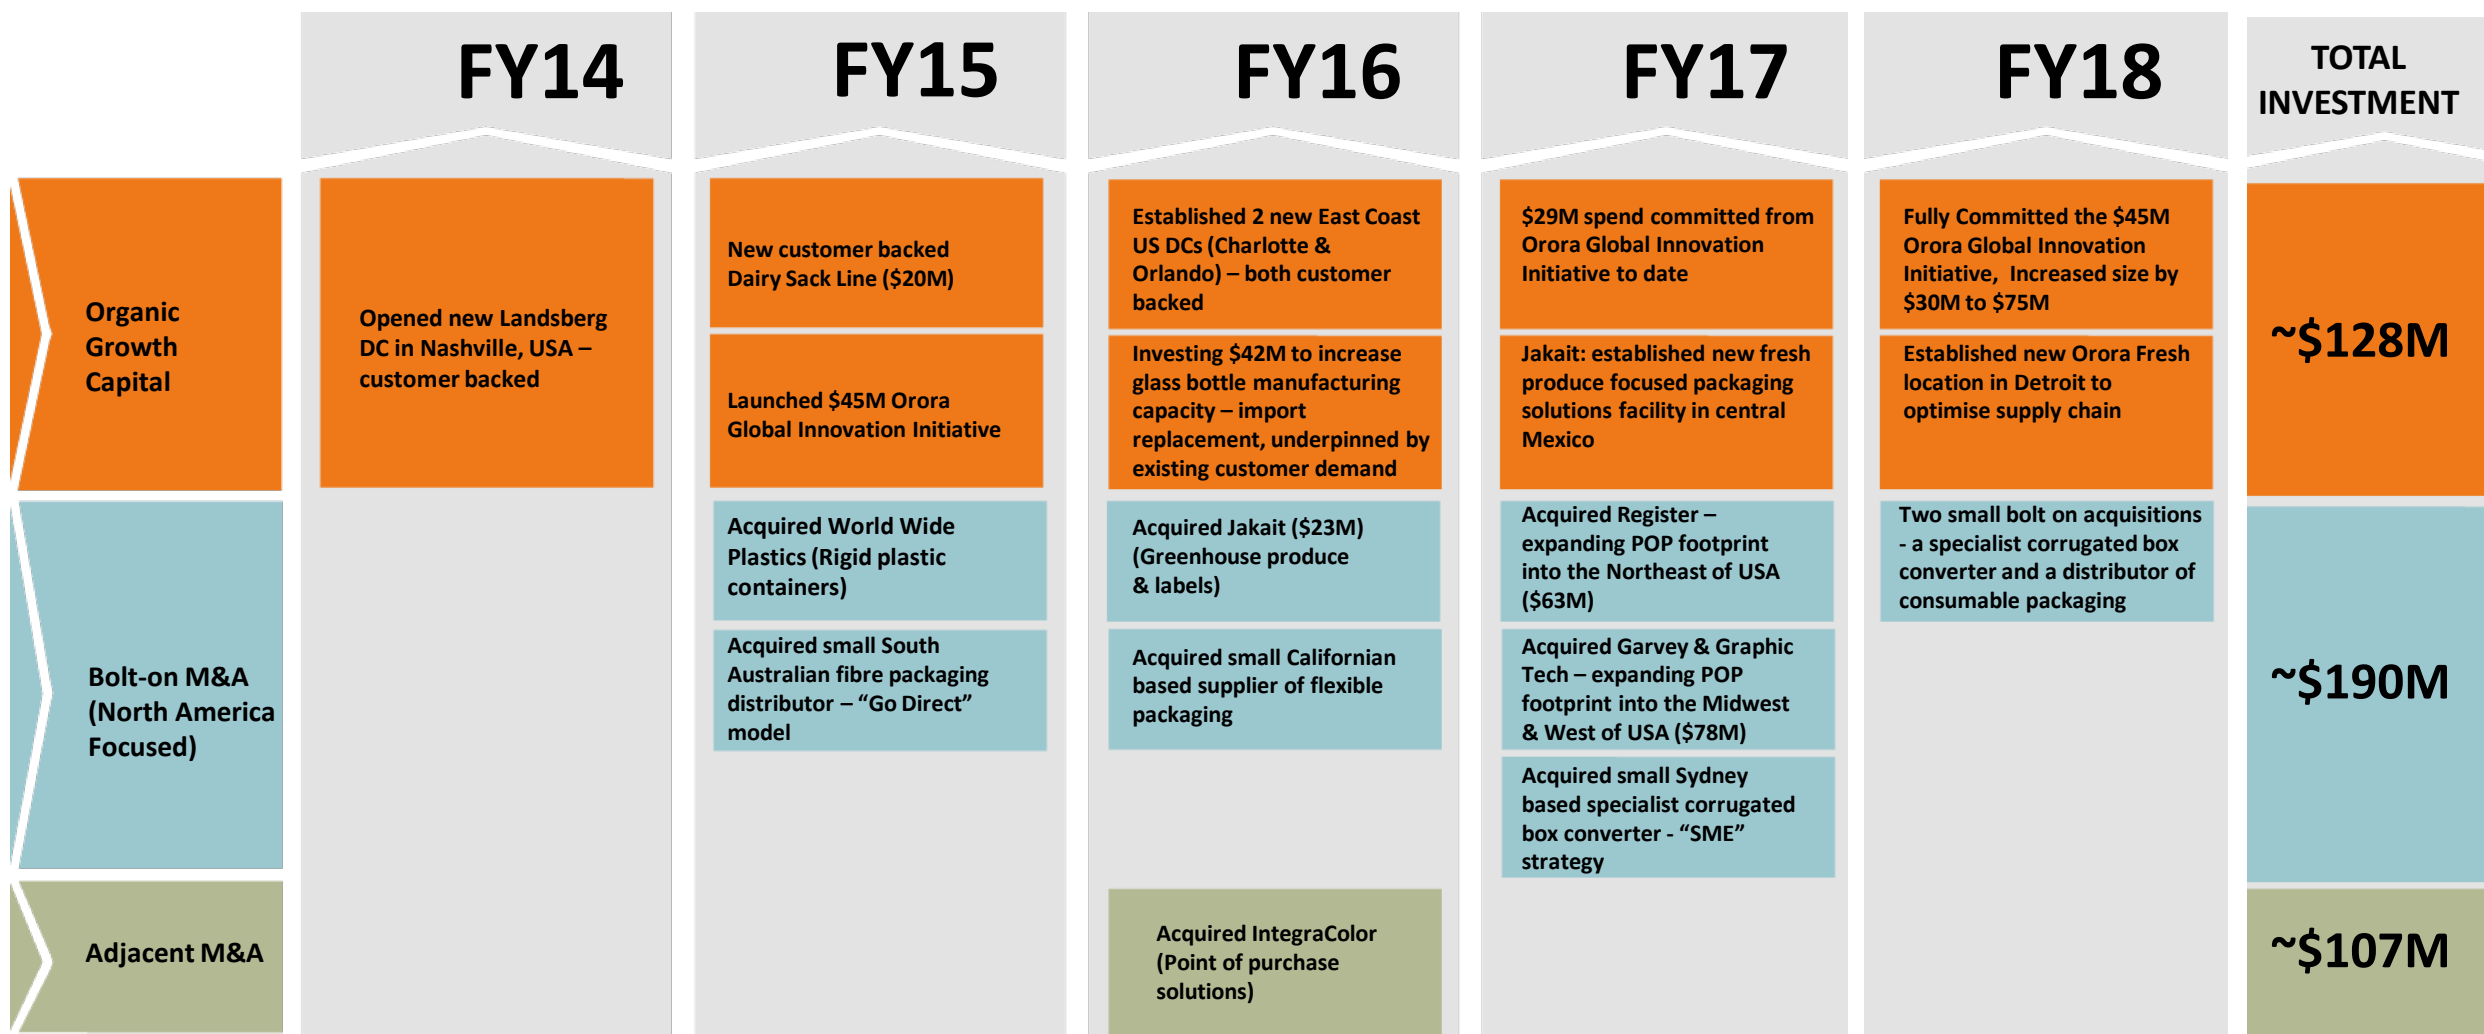 FY14
FY15
FY16
FY17
FY18
TOTAL
INVESTMENT
Organic
Growth
Capital
Opened new Landsberg
DC in Nashville, USA –
customer backed
New customer backed
Dairy Sack Line ($20M)
Launched $45M Orora
Global Innovation Initiative
Established 2 new East Coast
US DCs (Charlotte &
Orlando) – both customer
backed
Investing $42M to increase
glass bottle manufacturing
capacity – import
replacement, underpinned by
existing customer demand
$29M spend committed from
Orora Global Innovation
Initiative to date
Jakait: established new fresh
produce focused packaging
solutions facility in central
Mexico
Fully Committed the $45M
Orora Global Innovation
Initiative, Increased size by
$30M to $75M
Established new Orora Fresh
location in Detroit to
optimise supply chain
~$128M
Bolt-on M&A
(North America
Focused)
Acquired World Wide
Plastics (Rigid plastic
containers)
Acquired small South
Australian fibre packaging
distributor – “Go Direct”
model
Acquired Jakait ($23M)
(Greenhouse produce
& labels)
Acquired small Californian
based supplier of flexible
packaging
Acquired Register –
expanding POP footprint
into the Northeast of USA
($63M)
Acquired Garvey & Graphic
Tech – expanding POP
footprint into the Midwest
& West of USA ($78M)
Acquired small Sydney
based specialist corrugated
box converter - “SME”
strategy
Two small bolt on acquisitions
- a specialist corrugated box
converter and a distributor of
consumable packaging
~$190M
Adjacent M&A
Acquired IntegraColor
(Point of purchase
solutions)
~$107M